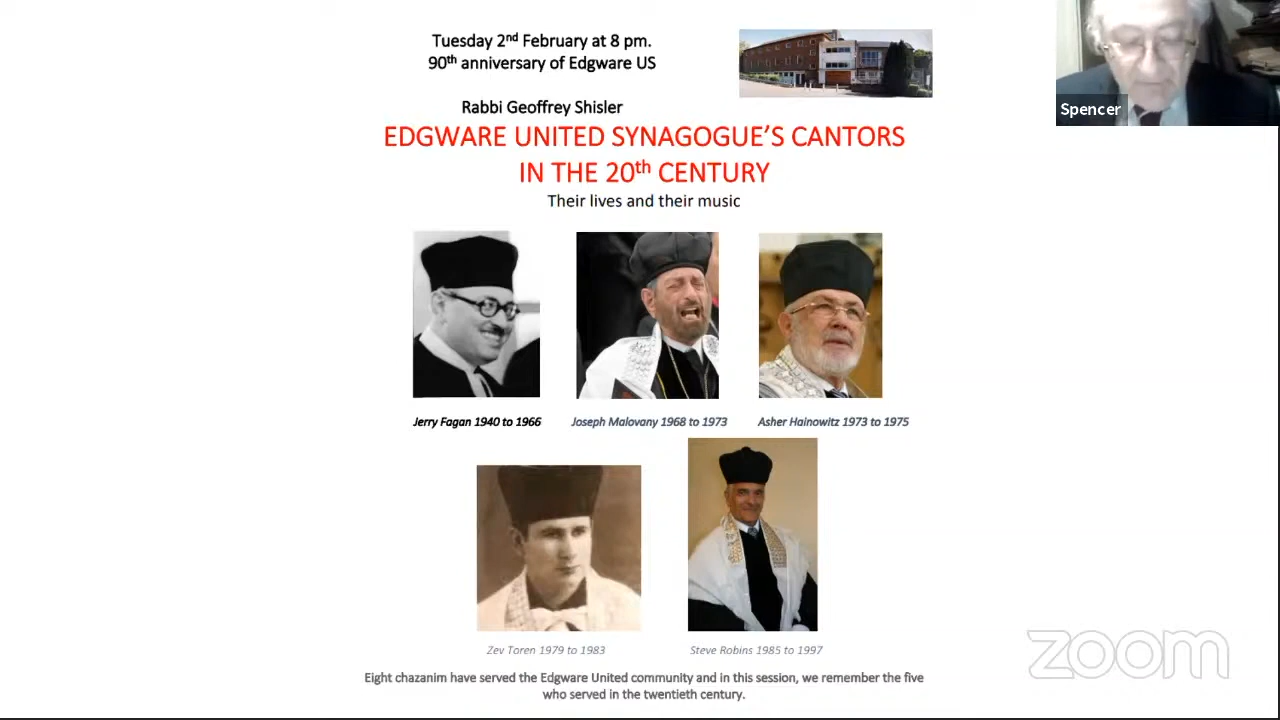 Tuesday 2nd February at 8 pm.
90th anniversary of Edgware US
Rabbi Geoffrey Shisler
EDGWARE UNITED SYNAGOGUE'S CANTORS
IN THE 20th CENTURY
Their lives and their music
Spencer
Jerry Fagan 1940 to 1966
Joseph Malovany 1968 to 1973
Asher Hainowitz 1973 to 1975
Zev Toren 1979 to 1983
Steve Robins 1985 to 1997
Eight chazanim have served the Edgware United community and in this session, we remember the five
who served in the twentieth century.
zoom